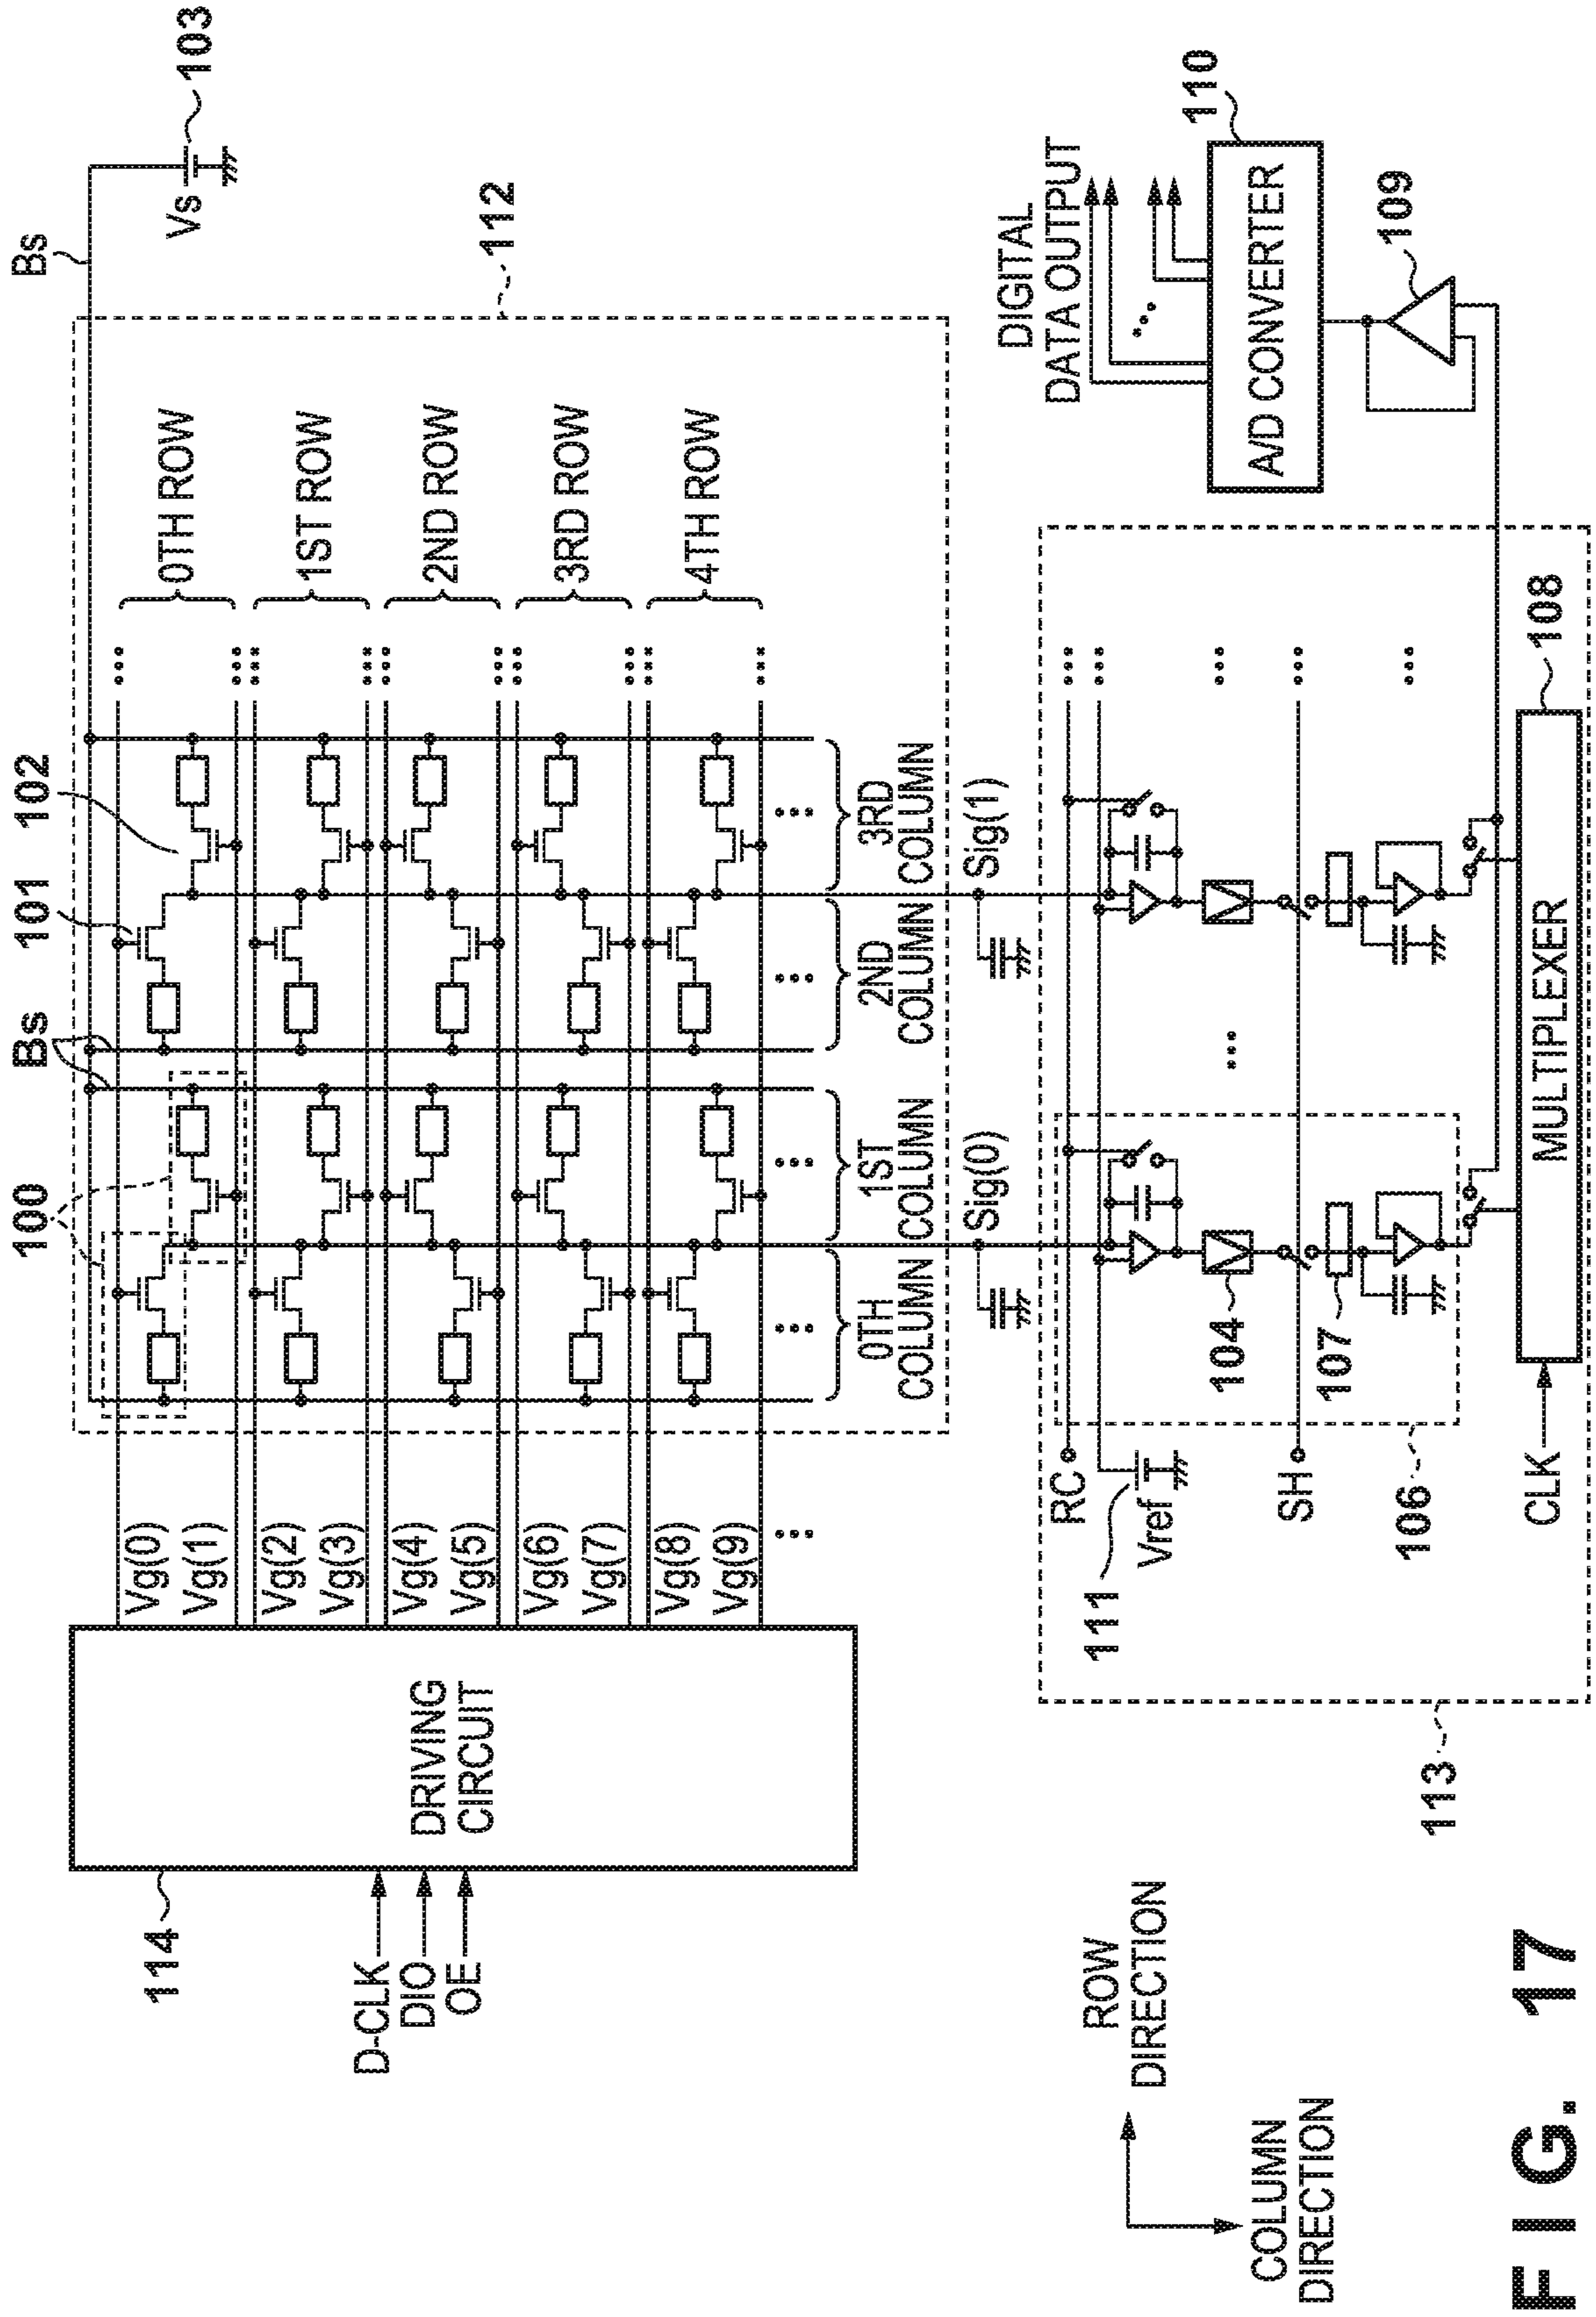 Bs
Vs
103
100
Bs
101
102
112
114
DRIVING
CIRCUIT
D-CLK
DIO
OE
Vg(0)
Vg(1)
Vg(2)
Vg(3)
Vg(4)
Vg(5)
Vg(6)
Vg(7)
Vg(8)
Vg(9)
0TH ROW
1ST ROW
2ND ROW
3RD ROW
4TH ROW
0TH
COLUMN
1ST
COLUMN
2ND
COLUMN
3RD
COLUMN
Sig(0)
Sig(1)
DIGITAL
DATA OUTPUT
110
A/D CONVERTER
109
RC
111
Vref
104
SH
107
106
CLK
MULTIPLEXER
108
113
ROW
DIRECTION
COLUMN
DIRECTION
FIG. 17